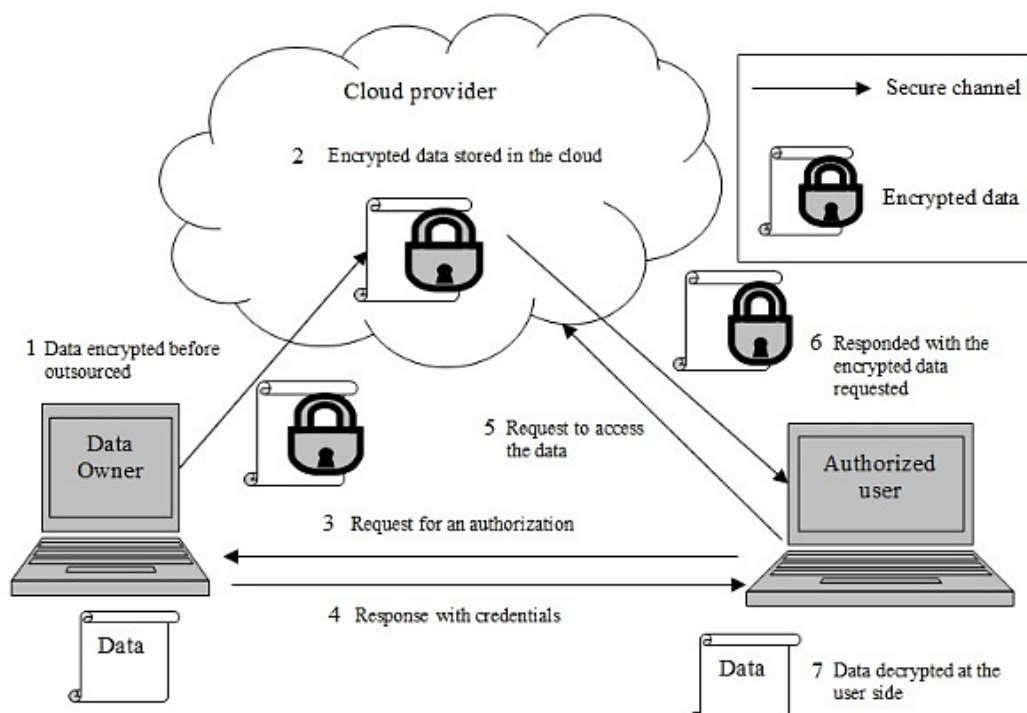 Cloud provider
2 Encrypted data stored in the cloud
Secure channel
Encrypted data
1 Data encrypted before
outsourced
6 Responded with the
encrypted data
requested
5 Request to access
the data
Data
Owner
Authorized
user
3 Request for an authorization
4 Response with credentials
Data
Data
7 Data decrypted at the
user side